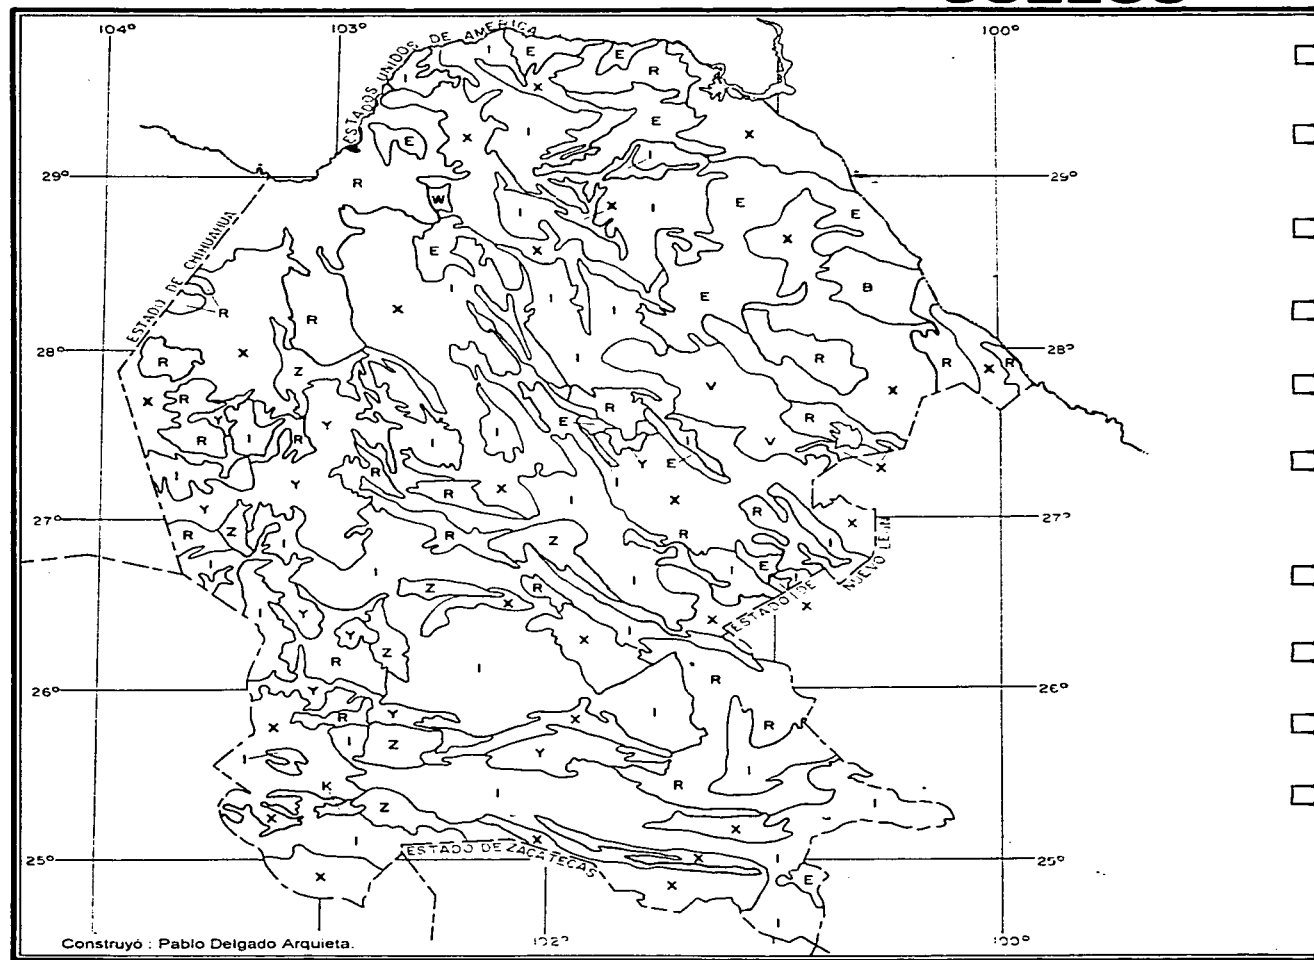 104°
103°
100°
ESTADOS UNIDOS DE AMERICA
I
E
E
R
I
X
E
X
I
E
X
I
29°
R
29°
W
I
X
I
E
E
X
X
E
ESTADO DE CHIHUAHUA
E
I
B
I
I
E
X
R
R
28°
X
Z
I
R
R
X
R
28°
R
V
X
X
R
R
R
Y
E
Y
I
R
R
I
I
V
Y
E
X
I
R
Y
R
X
I
I
X
R
X
27°
Y
27°
R
Z
I
R
Z
R
I
I
I
I
E
I
ESTADO DE NUEVO LEON
I
Z
X
R
I
X
X
I
Y
Y
R
Z
X
I
I
R
26°
Y
26°
R
Y
X
I
R
X
I
Z
Y
I
R
I
K
Z
I
I
X
X
I
X
X
25°
ESTADO DE ZACATECAS
25°
X
X
I
E
I
Construyó : Pablo Delgado Arquieta.
102°